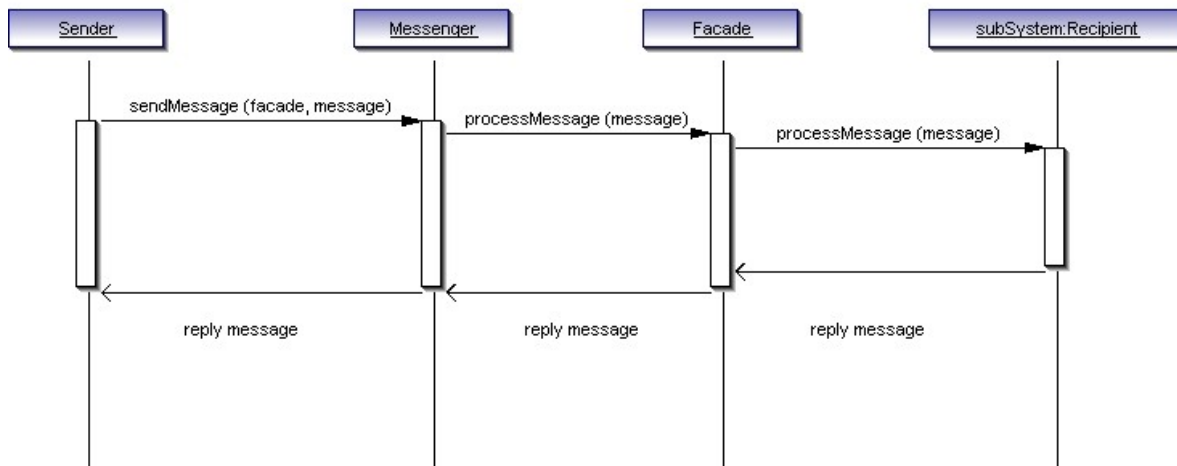 Sender
Messenger
Facade
subSystem:Recipient
sendMessage (facade, message)
processMessage (message)
processMessage (message)
reply message
reply message
reply message